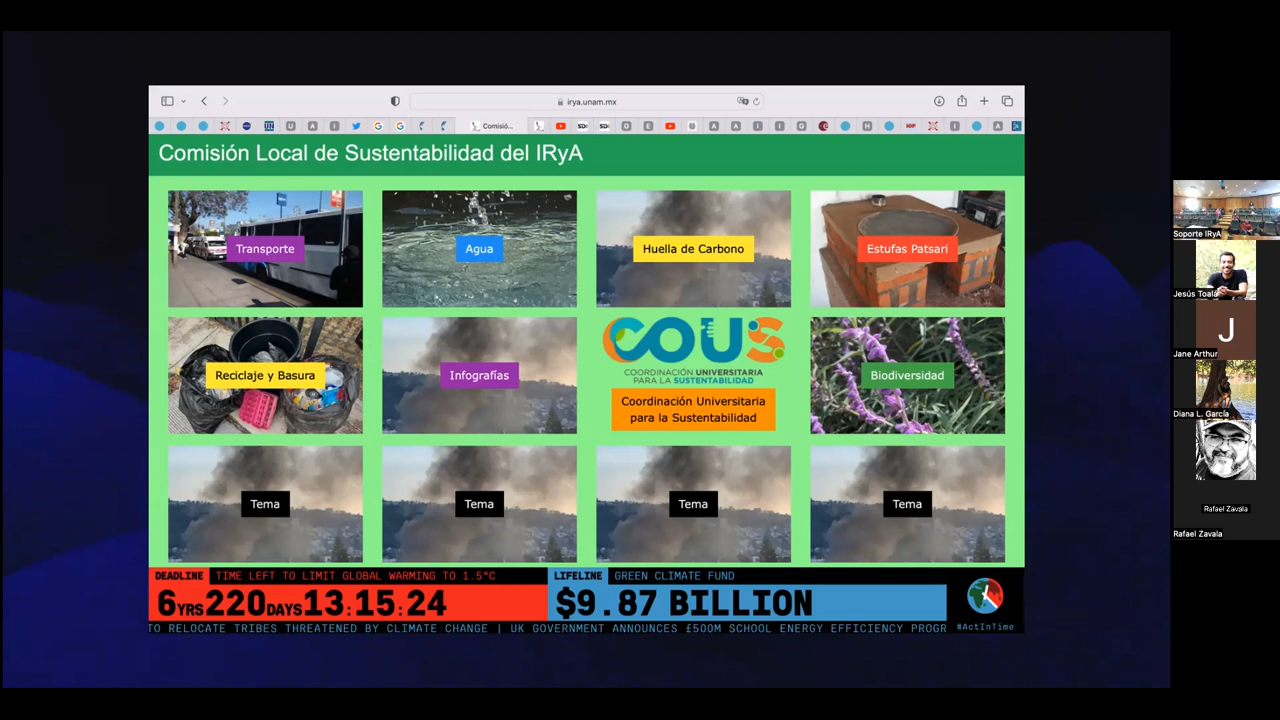 irya.unam.mx
Comisió...
Comisión Local de Sustentabilidad del IRyA
Transporte
Agua
Huella de Carbono
Estufas Patsari
Reciclaje y Basura
Infografías
COUS
COORDINACIÓN UNIVERSITARIA
PARA LA SUSTENTABILIDAD
Coordinación Universitaria
para la Sustentabilidad
Biodiversidad
Tema
Tema
Tema
Tema
DEADLINE TIME LEFT TO LIMIT GLOBAL WARMING TO 1.5°C
6YRS220DAYS13:15:24
LIFELINE GREEN CLIMATE FUND
$9.87 BILLION
TO RELOCATE TRIBES THREATENED BY CLIMATE CHANGE | UK GOVERNMENT ANNOUNCES £500M SCHOOL ENERGY EFFICIENCY PROGR
#ActInTime
Soporte IRyA
Jesús Toalá
J
Jane Arthur
Diana L. García
Rafael Zavala
Rafael Zavala